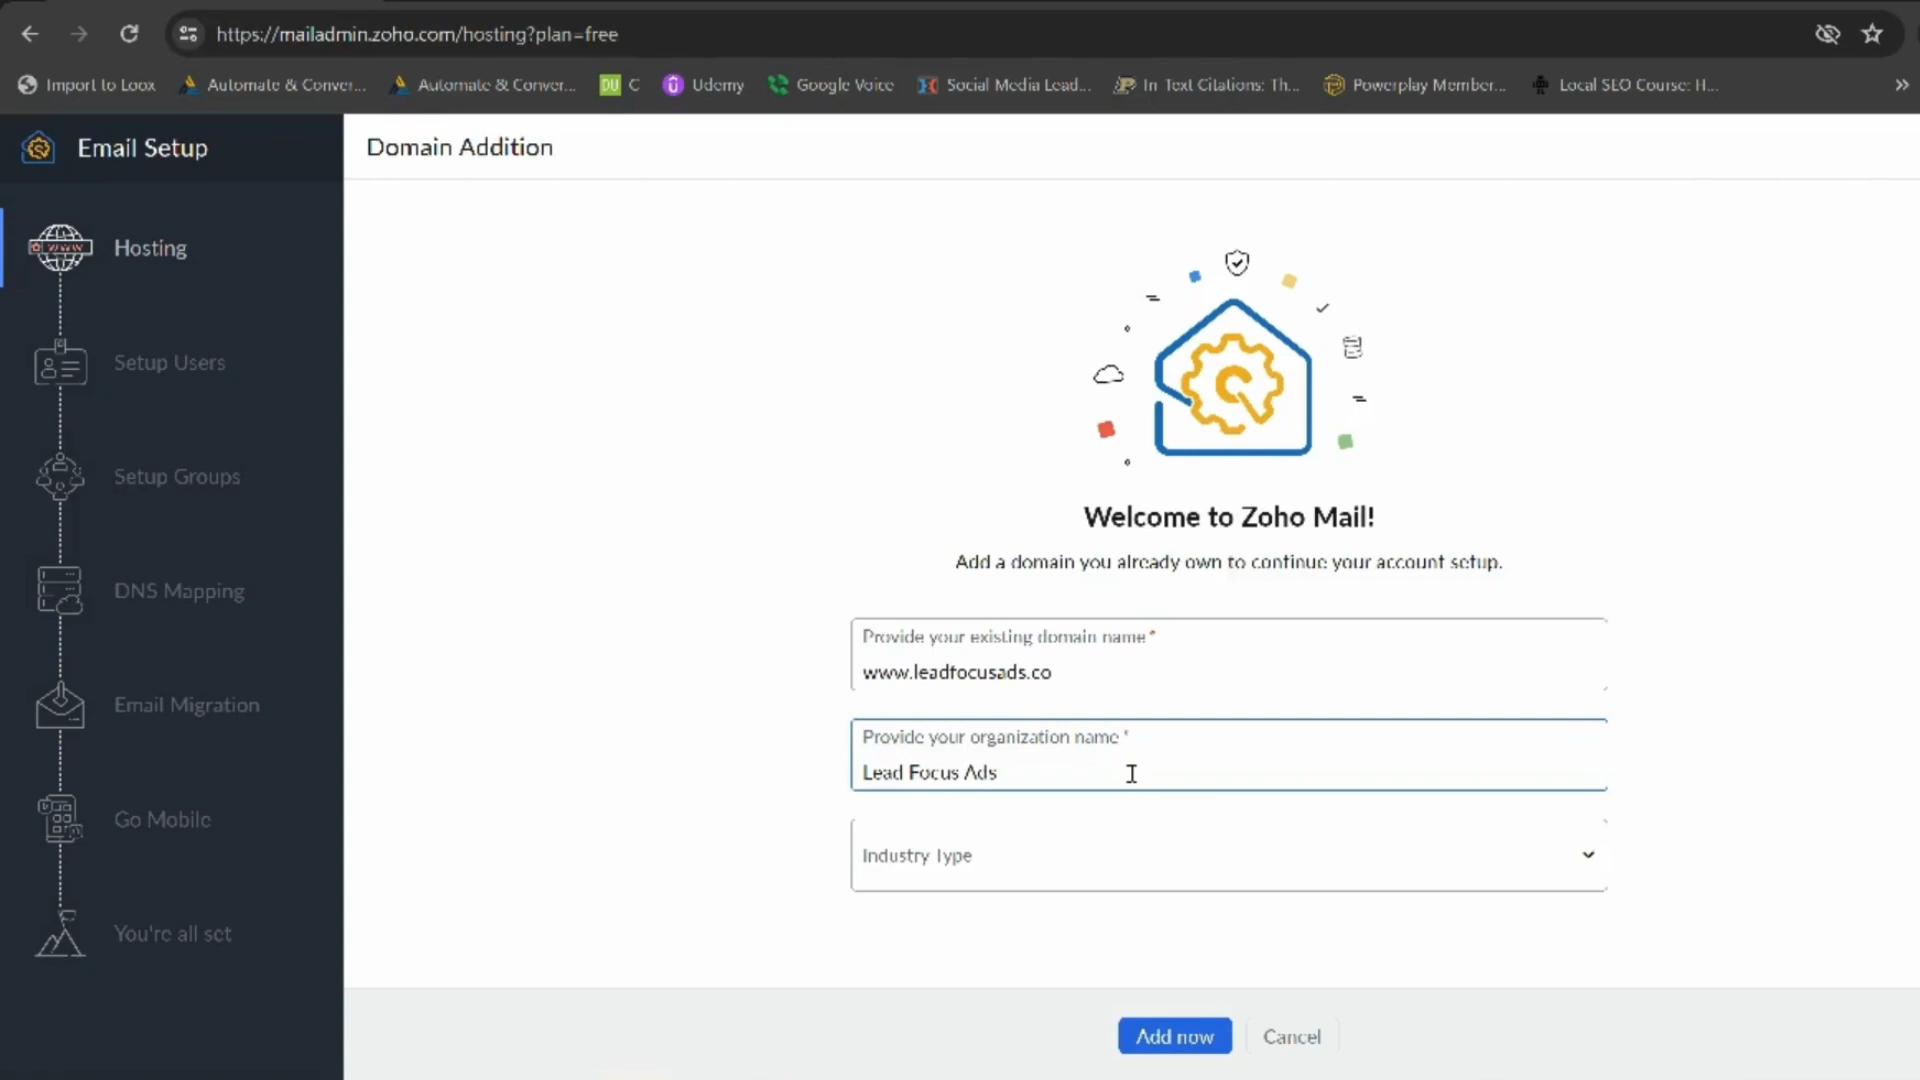 https://mailadmin.zoho.com/hosting?plan=free
Import to Loox
Automate & Conver...
Automate & Conver...
DU C
Udemy
Google Voice
Social Media Lead...
In Text Citations: Th...
Powerplay Member...
Local SEO Course: H...
Email Setup
Domain Addition
www
Hosting
Setup Users
Setup Groups
DNS Mapping
Email Migration
Go Mobile
You're all set
Welcome to Zoho Mail!
Add a domain you already own to continue your account setup.
Provide your existing domain name *
www.leadfocusads.co
Provide your organization name *
Lead Focus Ads
Industry Type
Add now
Cancel